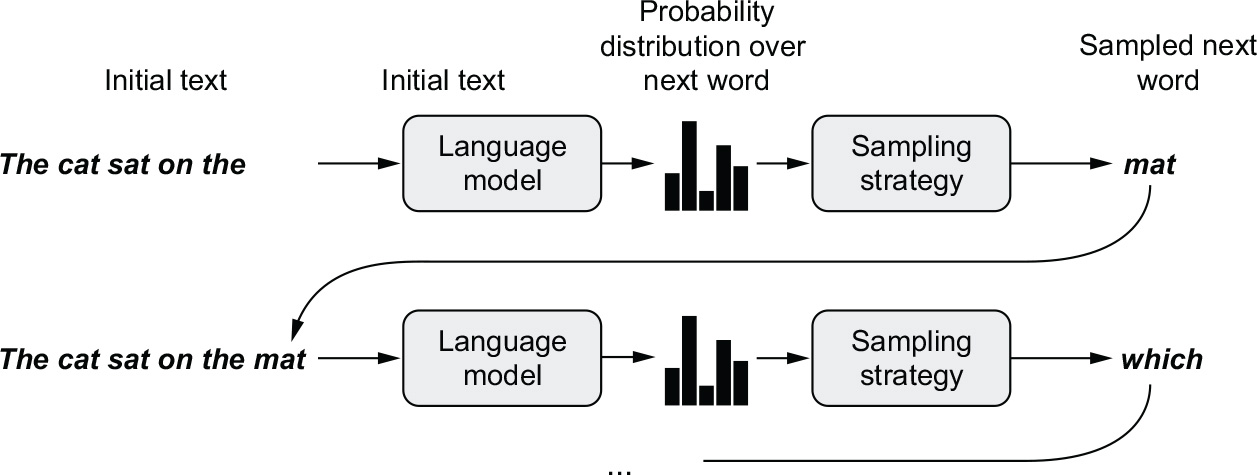 Initial text
Initial text
Probability
distribution over
next word
Sampled next
word
The cat sat on the
Language
model
Sampling
strategy
mat
The cat sat on the mat
Language
model
Sampling
strategy
which
...